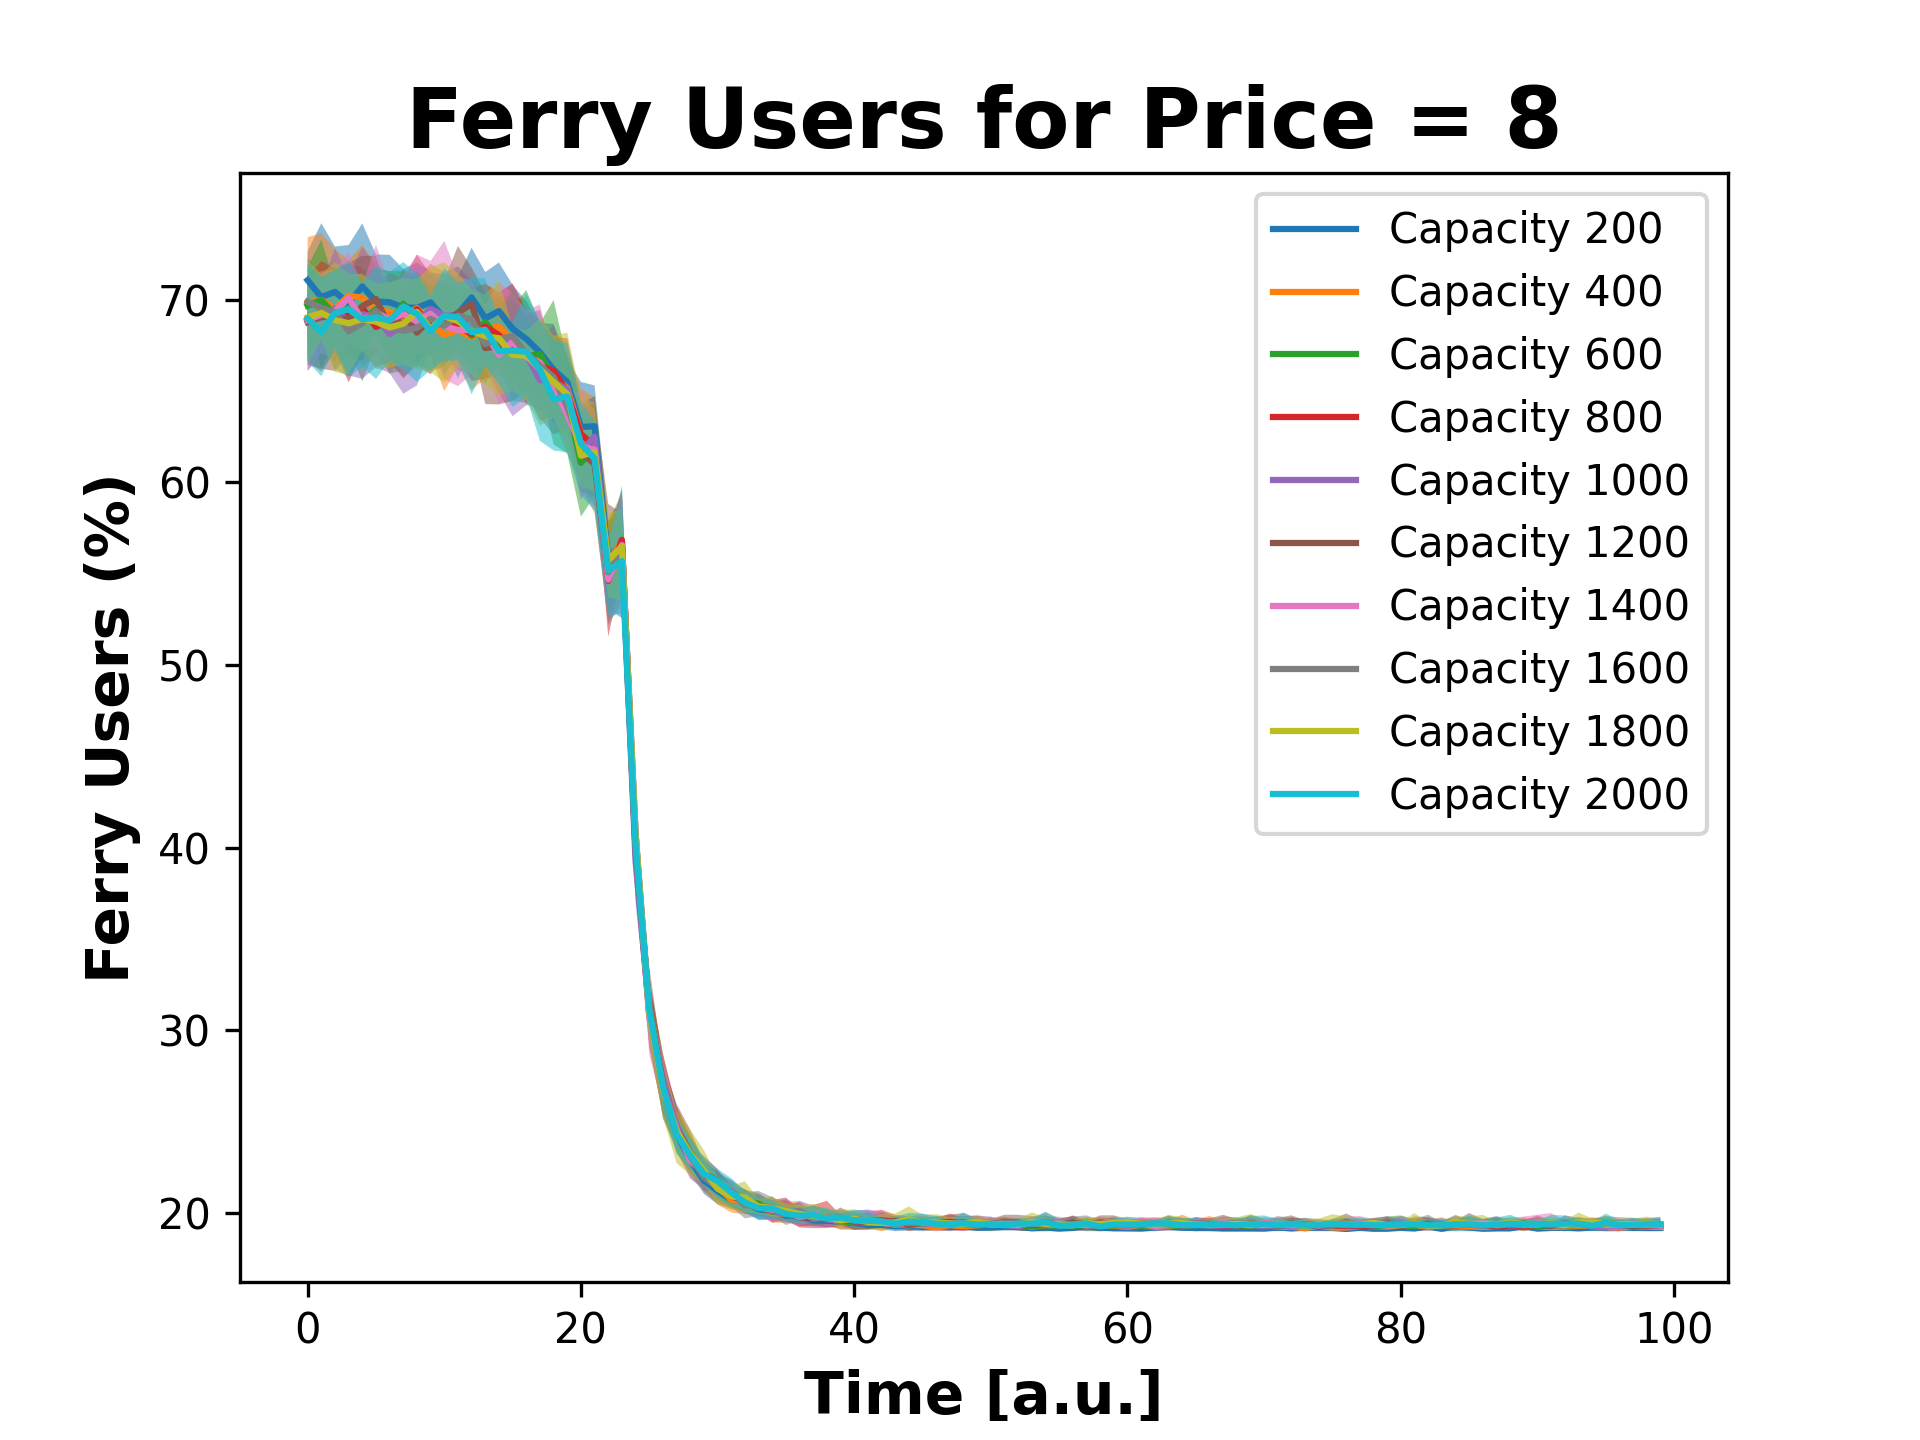 Ferry Users for Price = 8
Ferry Users (%)
70
60
50
40
30
20
Capacity 200
Capacity 400
Capacity 600
Capacity 800
Capacity 1000
Capacity 1200
Capacity 1400
Capacity 1600
Capacity 1800
Capacity 2000
0 20 40 60 80 100
Time [a.u.]